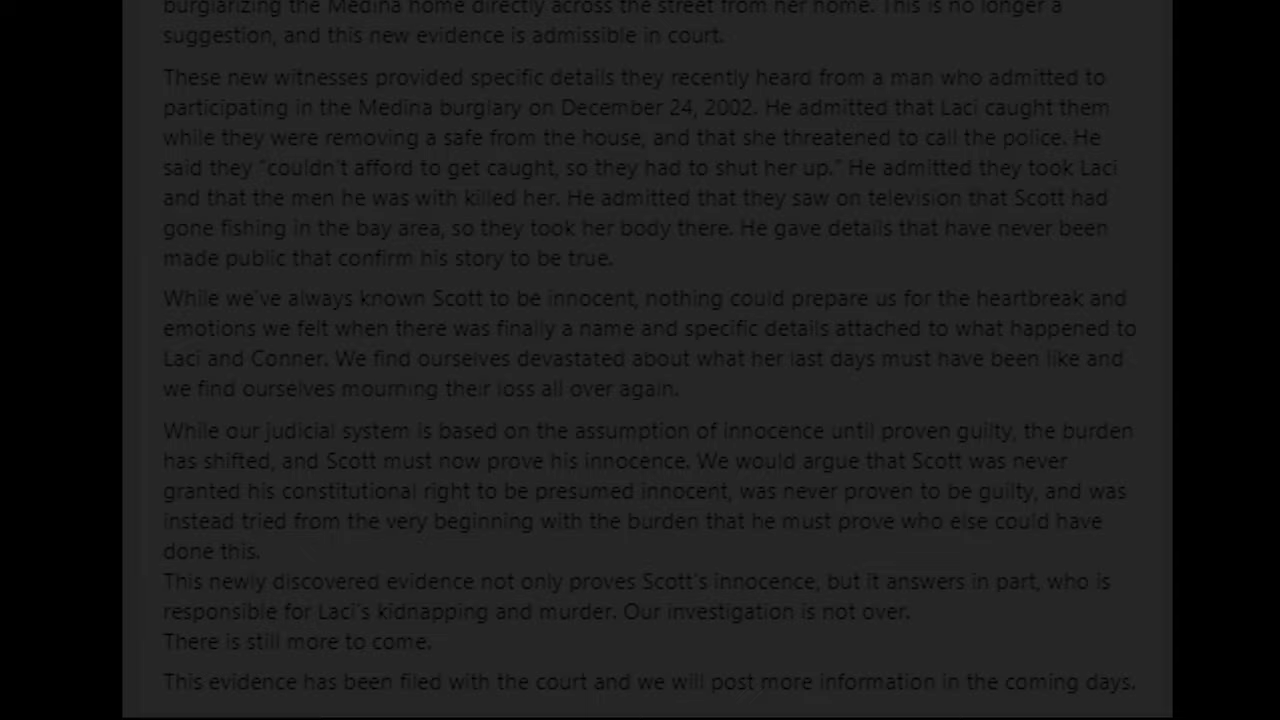 burglarizing the Medina home directly across the street from her home. This is no longer a
suggestion, and this new evidence is admissible in court.
These new witnesses provided specific details they recently heard from a man who admitted to
participating in the Medina burglary on December 24, 2002. He admitted that Laci caught them
while they were removing a safe from the house, and that she threatened to call the police. He
said they "couldn't afford to get caught, so they had to shut her up." He admitted they took Laci
and that the men he was with killed her. He admitted that they saw on television that Scott had
gone fishing in the bay area, so they took her body there. He gave details that have never been
made public that confirm his story to be true.
While we've always known Scott to be innocent, nothing could prepare us for the heartbreak and
emotions we felt when there was finally a name and specific details attached to what happened to
Laci and Conner. We find ourselves devastated about what her last days must have been like and
we find ourselves mourning their loss all over again.
While our judicial system is based on the assumption of innocence until proven guilty, the burden
has shifted, and Scott must now prove his innocence. We would argue that Scott was never
granted his constitutional right to be presumed innocent, was never proven to be guilty, and was
instead tried from the very beginning with the burden that he must prove who else could have
done this.
This newly discovered evidence not only proves Scott's innocence, but it answers in part, who is
responsible for Laci's kidnapping and murder. Our investigation is not over.
There is still more to come.
This evidence has been filed with the court and we will post more information in the coming days.